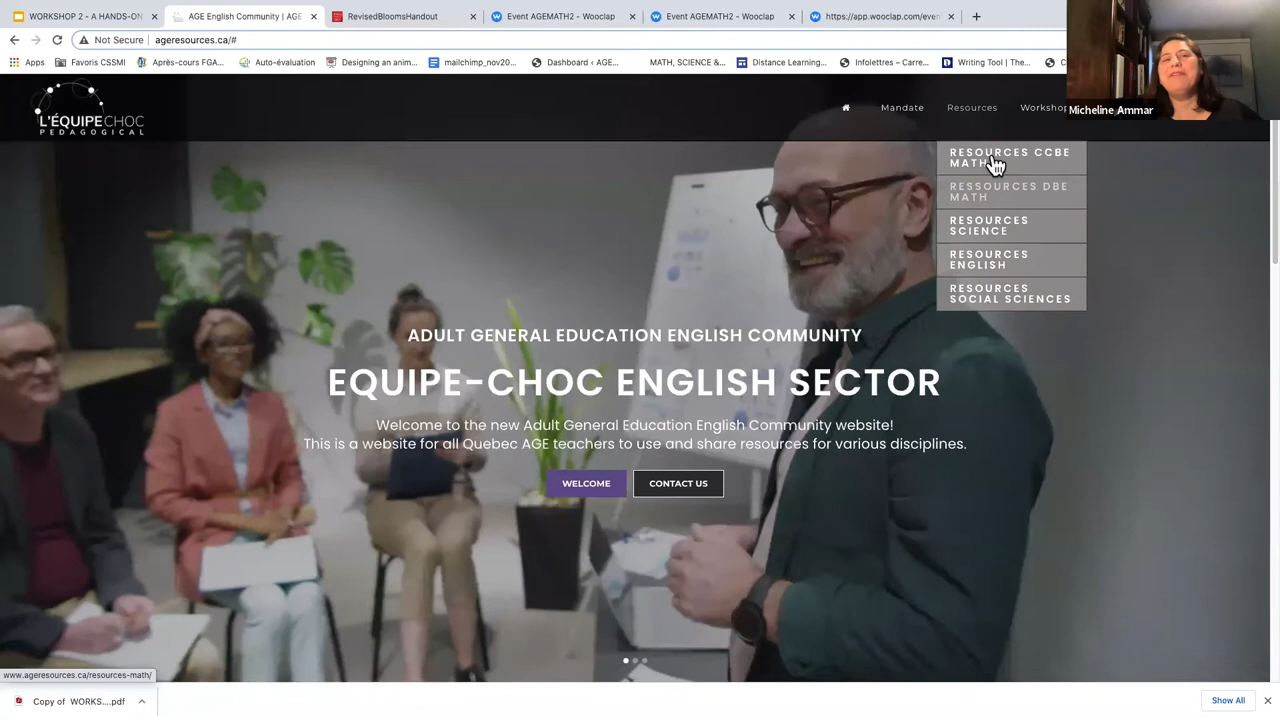 WORKSHOP 2 - A HANDS-ON
AGE English Community | AGE
RevisedBloomsHandout
Event AGEMATH2 - Wooclap
Event AGEMATH2 - Wooclap
https://app.wooclap.com/even
Not Secure
ageresources.ca/#
Apps
Favoris CSSMI
Après-cours FGA...
Auto-évaluation
Designing an anim...
mailchimp_nov20...
Dashboard ‹ AGE...
MATH, SCIENCE &...
Distance Learning...
Infolettres – Carre...
Writing Tool | The...
Micheline Ammar
L'ÉQUIPECHOC
PEDAGOGICAL
Mandate
Resources
Workshop
RESOURCES CCBE
MATH
RESSOURCES DBE
MATH
RESOURCES
SCIENCE
RESOURCES
ENGLISH
RESOURCES
SOCIAL SCIENCES
ADULT GENERAL EDUCATION ENGLISH COMMUNITY
EQUIPE-CHOC ENGLISH SECTOR
Welcome to the new Adult General Education English Community website!
This is a website for all Quebec AGE teachers to use and share resources for various disciplines.
WELCOME
CONTACT US
www.ageresources.ca/resources-math/
Copy of WORKS....pdf
Show All